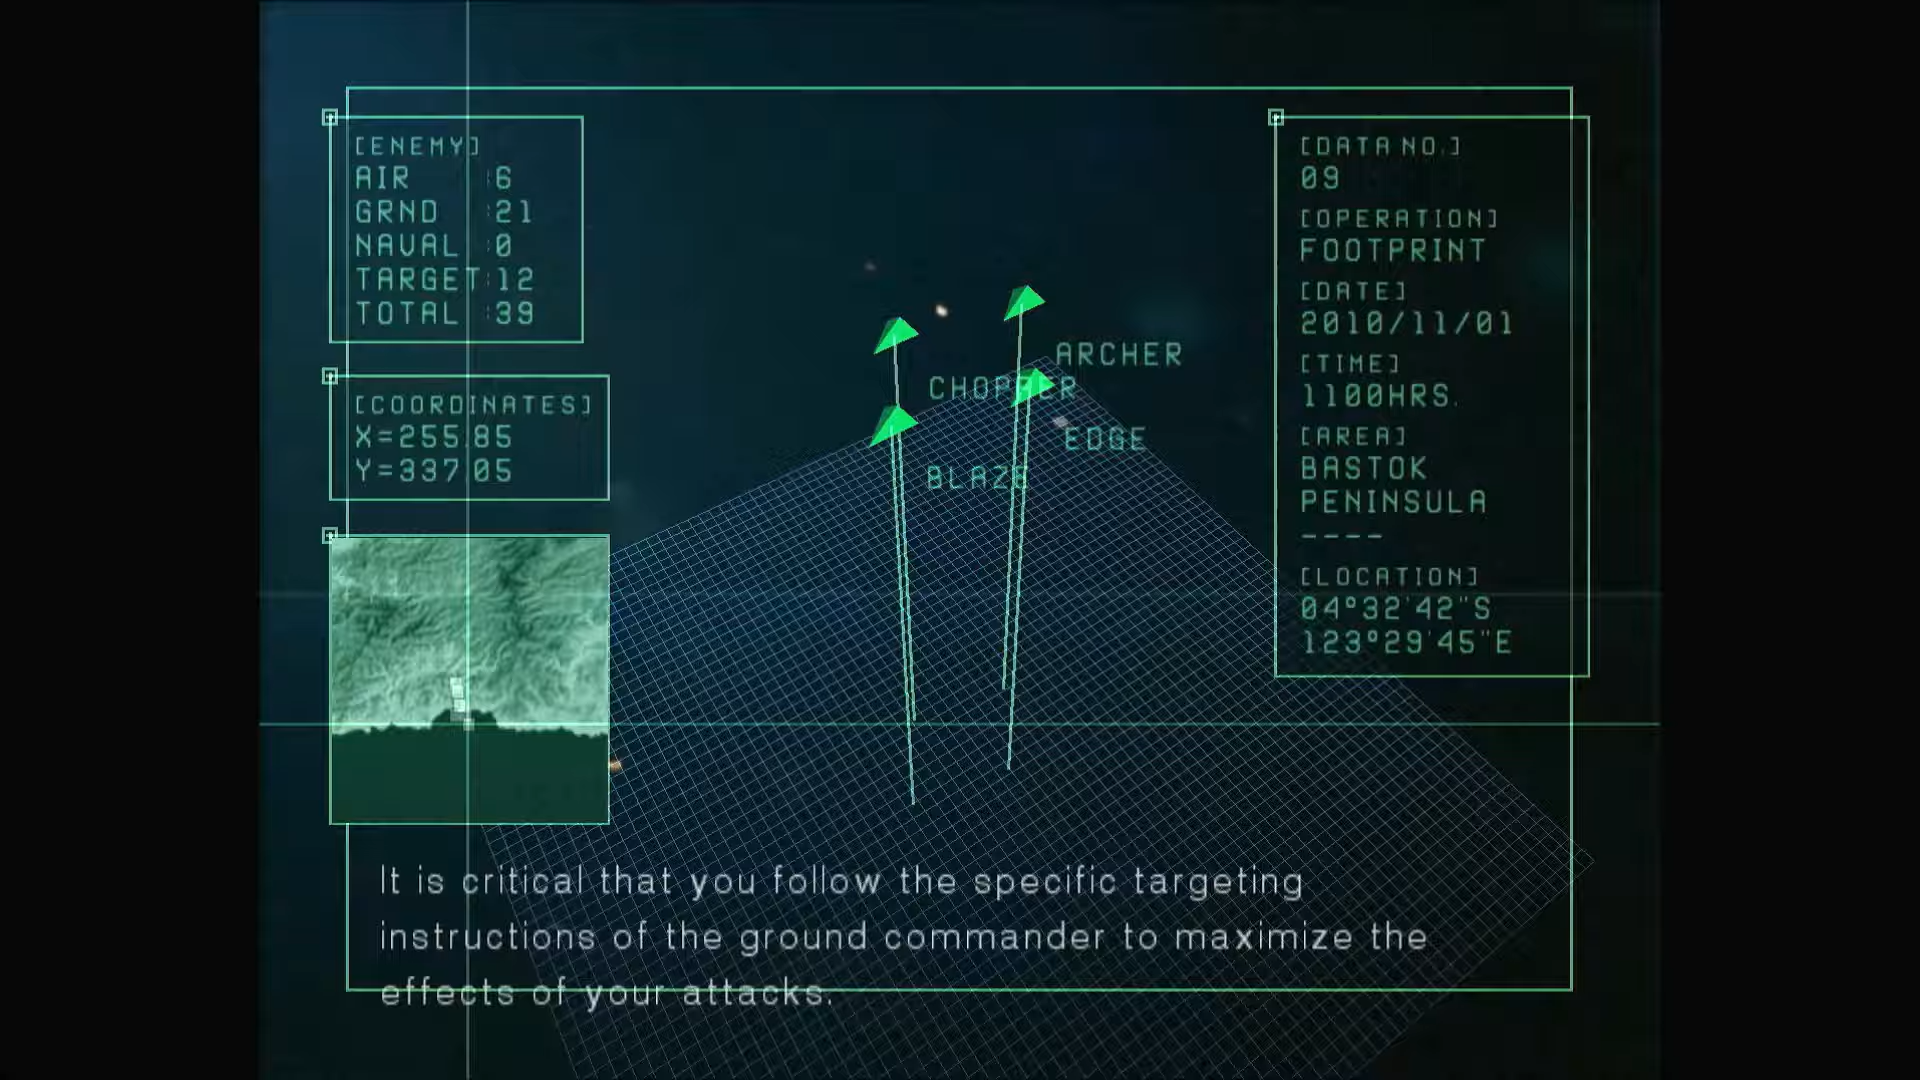 [ENEMY]
AIR :6
GRND :21
NAVAL :0
TARGET:12
TOTAL :39
[COORDINATES]
X=255.85
Y=337.05
ARCHER
CHOPPER
EDGE
BLAZE
[DATA NO.]
09
[OPERATION]
FOOTPRINT
[DATE]
2010/11/01
[TIME]
1100HRS.
[AREA]
BASTOK
PENINSULA
----
[LOCATION]
04°32'42"S
123°29'45"E
It is critical that you follow the specific targeting
instructions of the ground commander to maximize the
effects of your attacks.